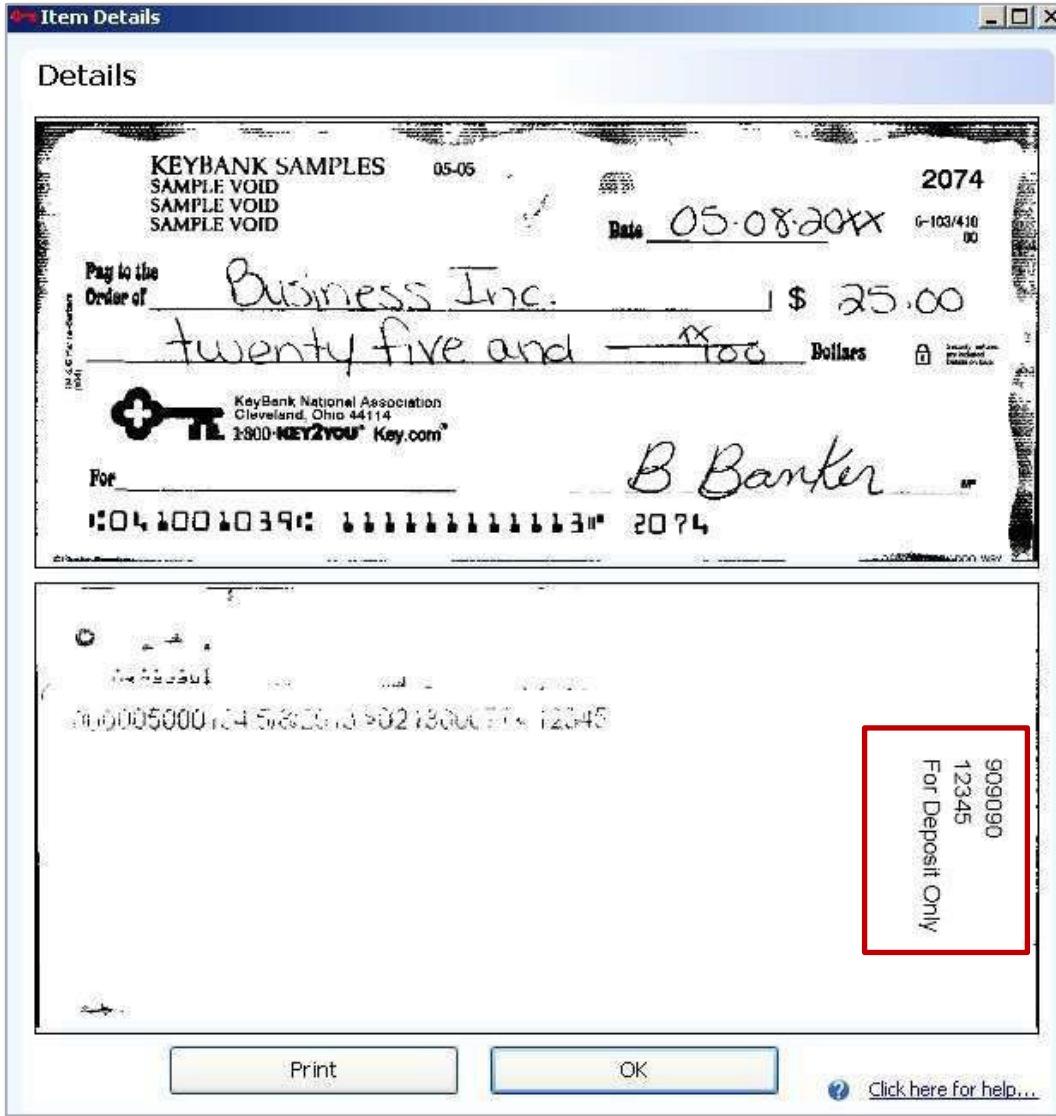 Item Details
Details
KEYBANK SAMPLES 05-05
2074
SAMPLE VOID
SAMPLE VOID
SAMPLE VOID
Date 05-08-20XX
6-103/410
00
Pay to the
Order of Business Inc. $ 25.00
twenty five and xx/100 Dollars
KeyBank National Association
Cleveland, Ohio 44114
1-800-KEY2YOU® Key.com®
For B Banker MP
⑆041001039⑆ 111111111113⑈ 2074
909090
12345
For Deposit Only
Print OK
Click here for help...